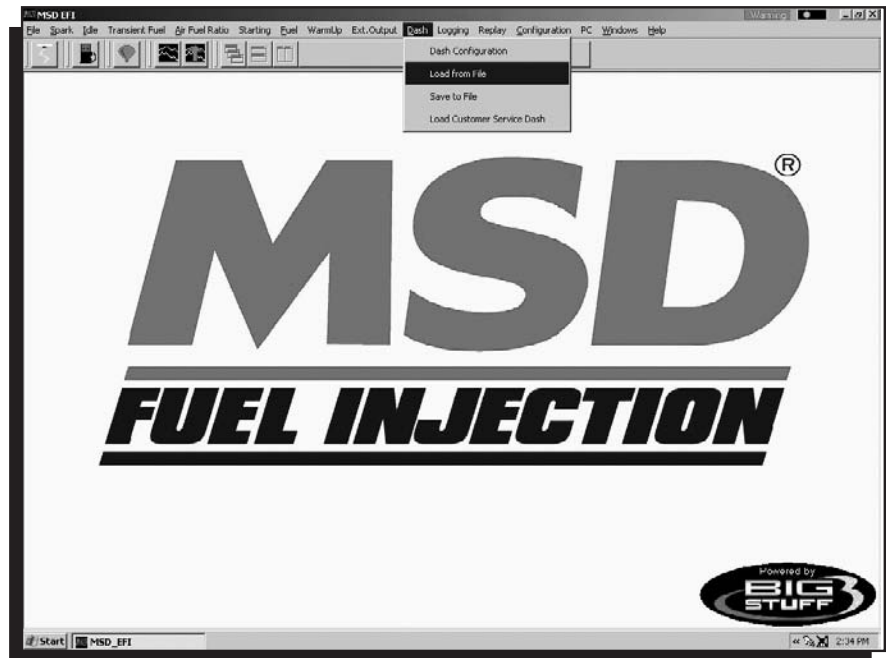 MSD EFI Warning
File Spark Idle Transient Fuel Air Fuel Ratio Starting Fuel WarmUp Ext.Output Dash Logging Replay Configuration PC Windows Help
Dash Configuration
Load from File
Save to File
Load Customer Service Dash
MSD®
FUEL INJECTION
Powered by
BIG
STUFF 3
Start MSD_EFI « 2:34 PM